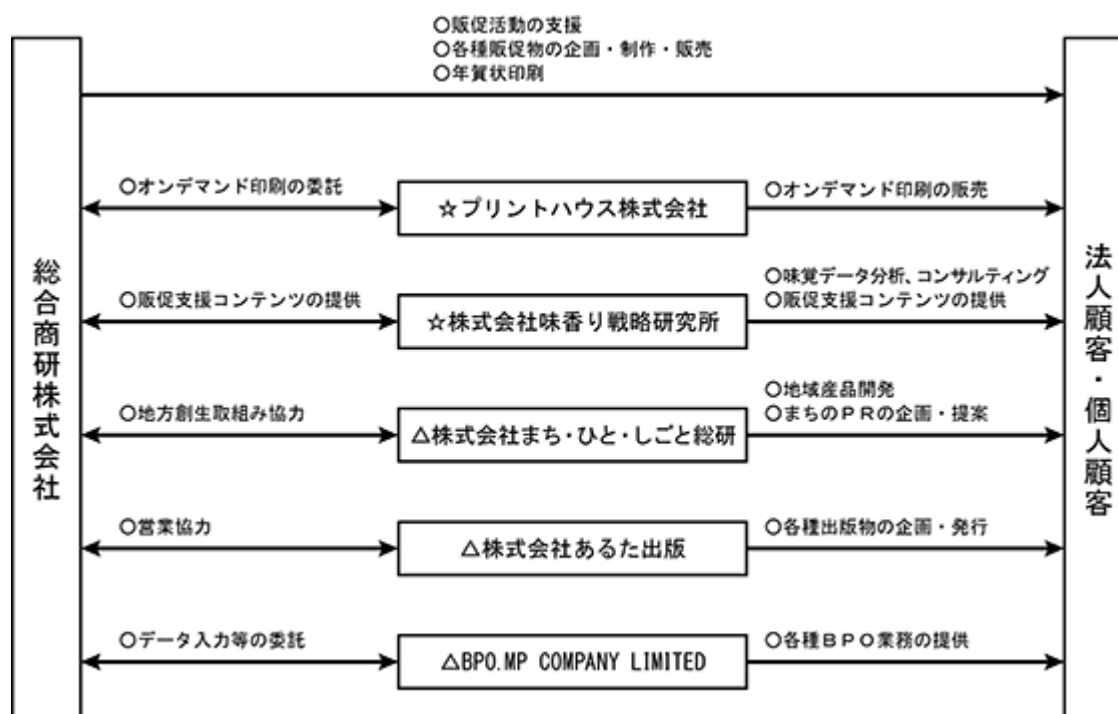 ○販促活動の支援
○各種販促物の企画・制作・販売
○年賀状印刷
総合商研株式会社
法人顧客・個人顧客
○オンデマンド印刷の委託
☆プリントハウス株式会社
○オンデマンド印刷の販売
○販促支援コンテンツの提供
☆株式会社味香り戦略研究所
○味覚データ分析、コンサルティング
○販促支援コンテンツの提供
○地方創生取組み協力
△株式会社まち・ひと・しごと総研
○地域産品開発
○まちのPRの企画・提案
○営業協力
△株式会社あるた出版
○各種出版物の企画・発行
○データ入力等の委託
△BPO.MP COMPANY LIMITED
○各種BPO業務の提供